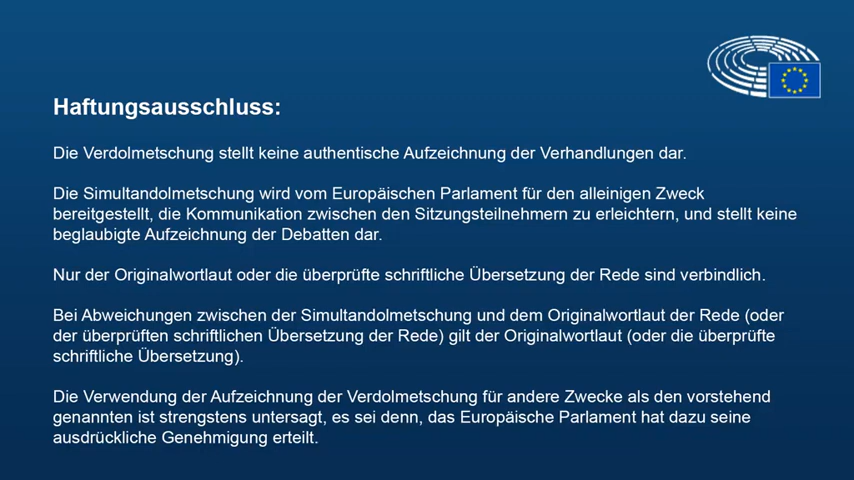 Haftungsausschluss:
Die Verdolmetschung stellt keine authentische Aufzeichnung der Verhandlungen dar.
Die Simultandolmetschung wird vom Europäischen Parlament für den alleinigen Zweck
bereitgestellt, die Kommunikation zwischen den Sitzungsteilnehmern zu erleichtern, und stellt keine
beglaubigte Aufzeichnung der Debatten dar.
Nur der Originalwortlaut oder die überprüfte schriftliche Übersetzung der Rede sind verbindlich.
Bei Abweichungen zwischen der Simultandolmetschung und dem Originalwortlaut der Rede (oder
der überprüften schriftlichen Übersetzung der Rede) gilt der Originalwortlaut (oder die überprüfte
schriftliche Übersetzung).
Die Verwendung der Aufzeichnung der Verdolmetschung für andere Zwecke als den vorstehend
genannten ist strengstens untersagt, es sei denn, das Europäische Parlament hat dazu seine
ausdrückliche Genehmigung erteilt.